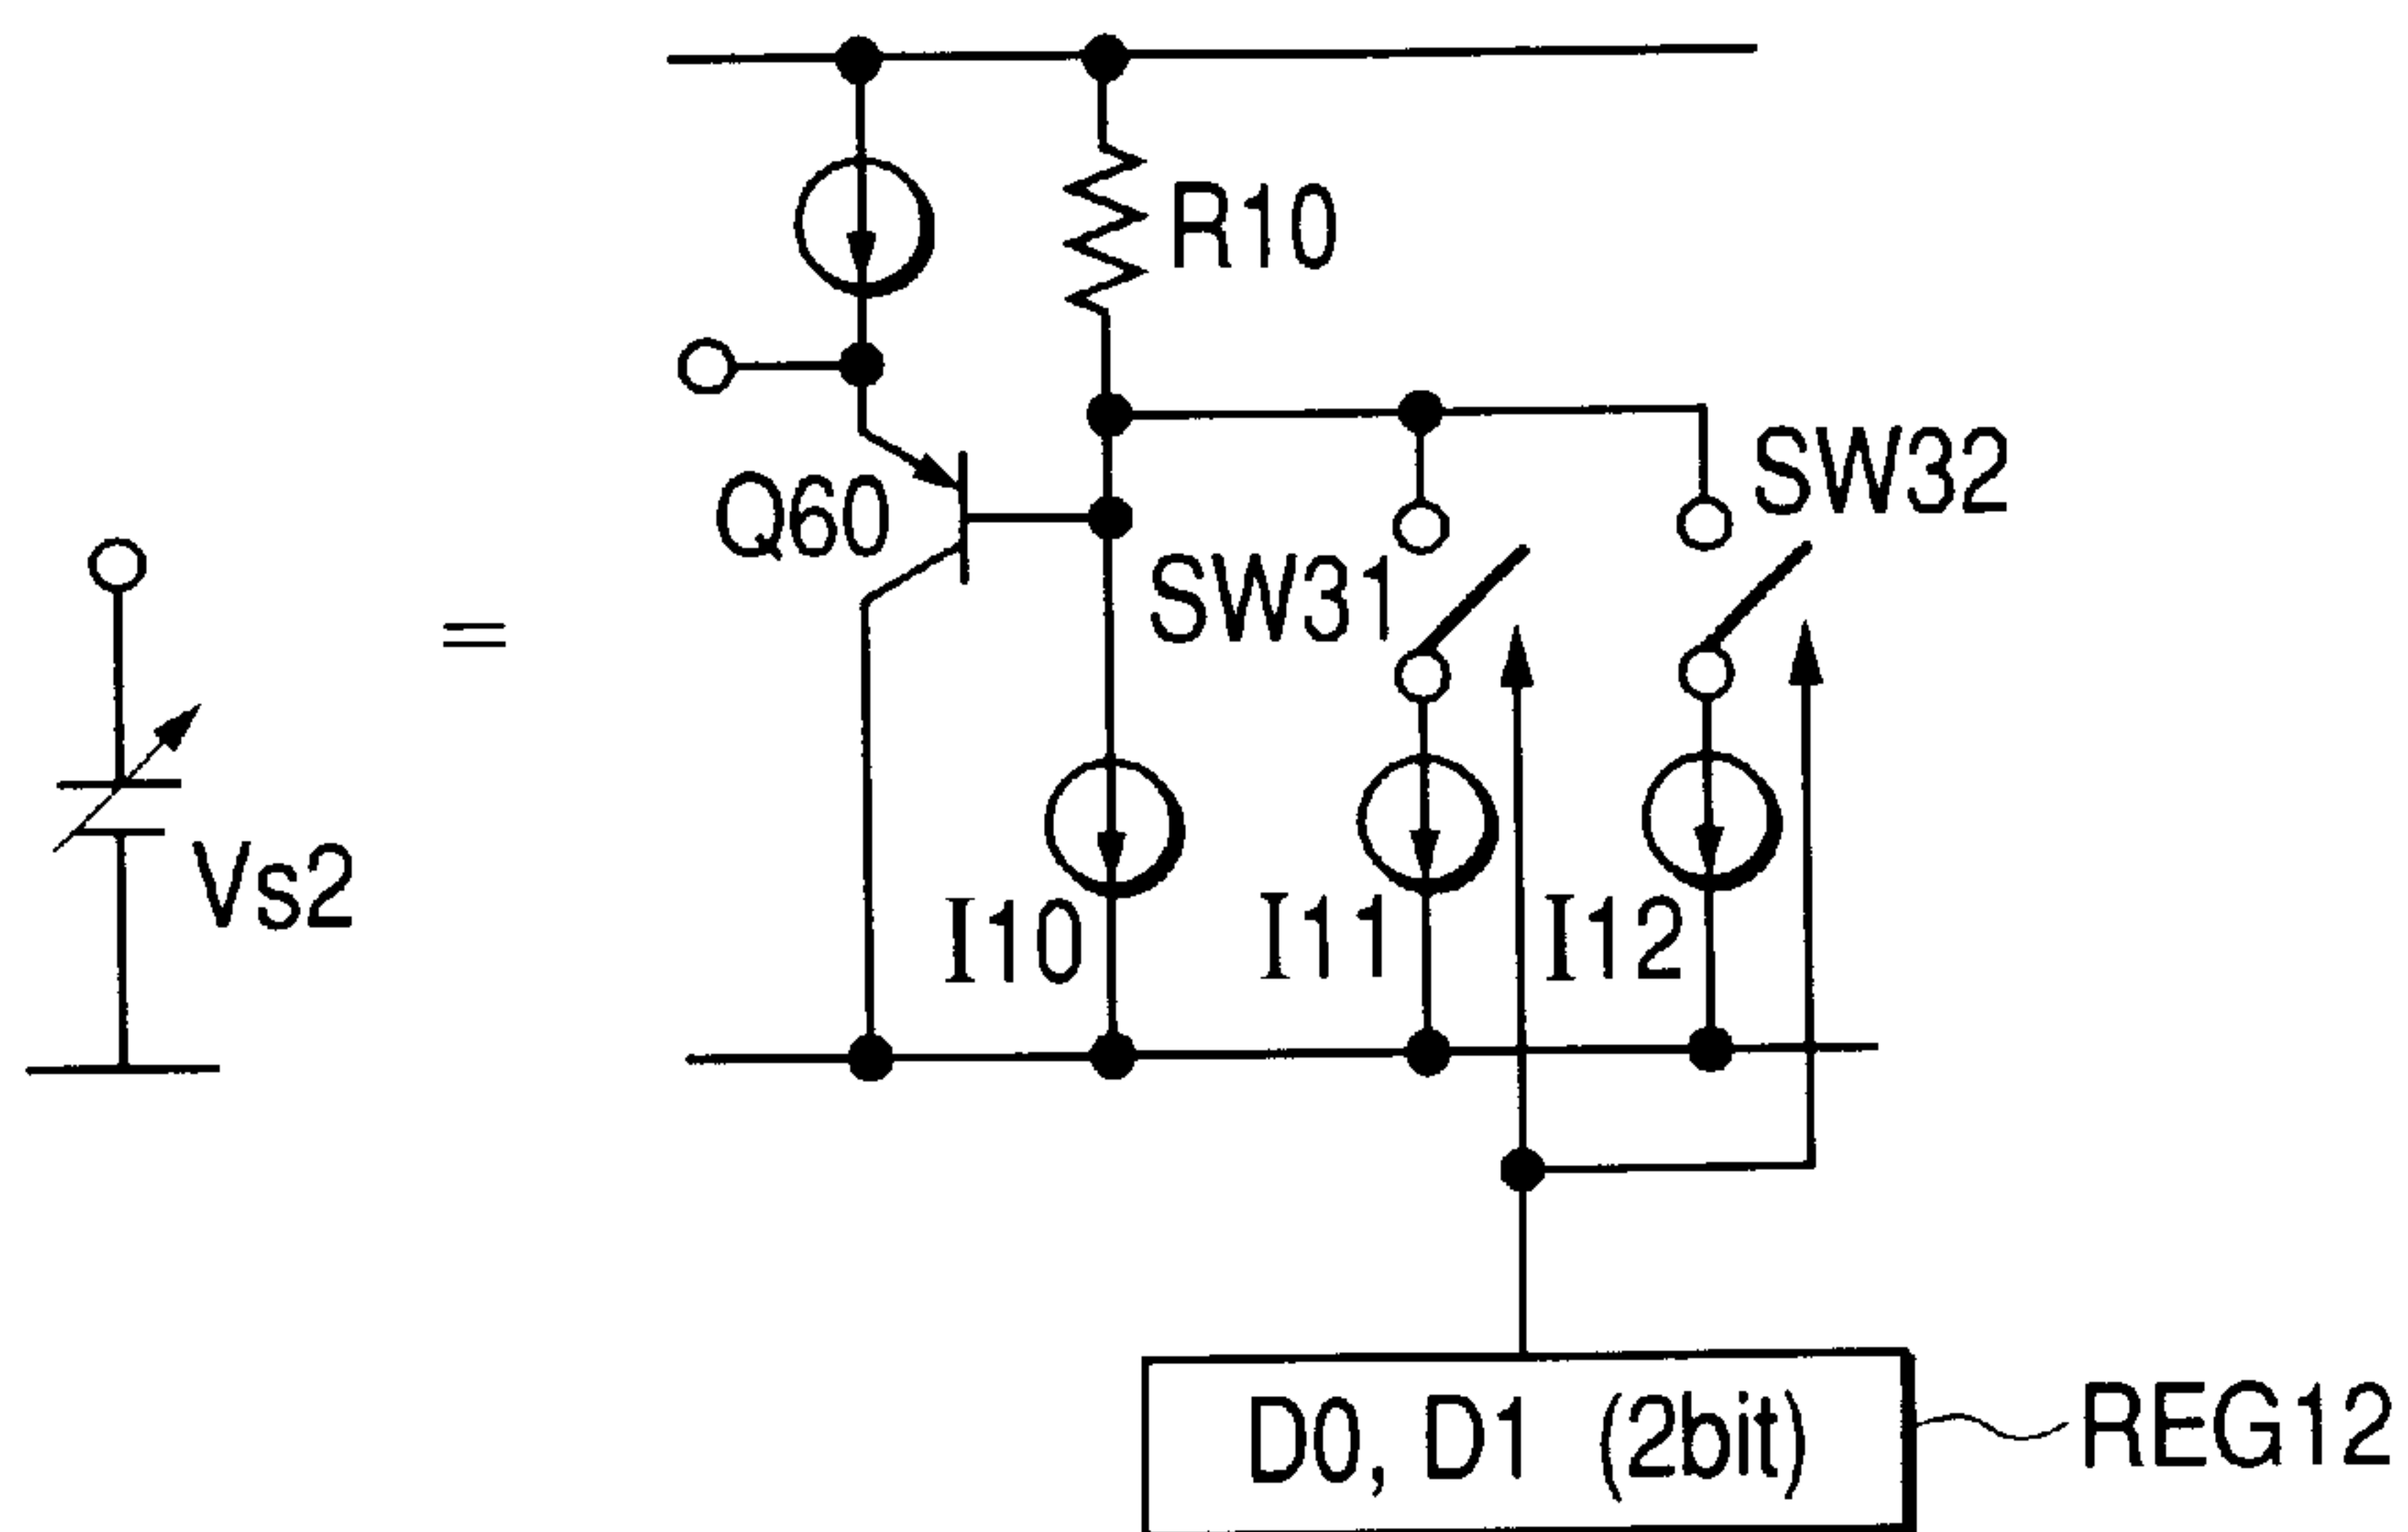 R10
SW32
Q60
SW31
=
Vs2
I10
I11
I12
D0, D1 (2bit)
REG12